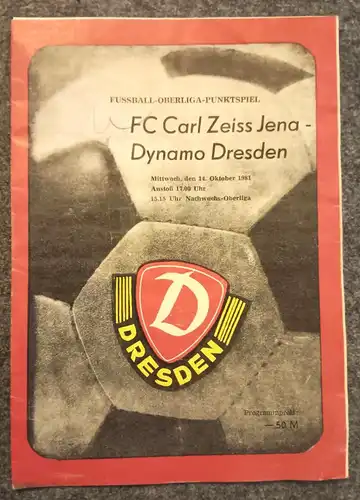 FUSSBALL-OBERLIGA-PUNKTSPIEL
FC Carl Zeiss Jena -
Dynamo Dresden
Mittwoch, den 14. Oktober 1981
Anstoß 17.00 Uhr
15.15 Uhr Nachwuchs-Oberliga
D
DRESDEN
Programmpreis:
—,50 M